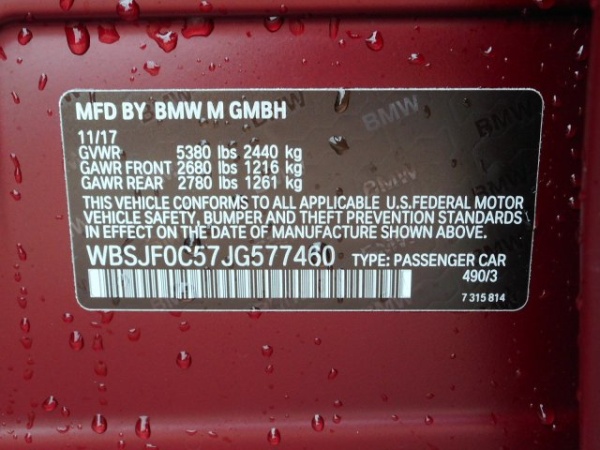 MFD BY BMW M GMBH
11/17
GVWR 5380 lbs 2440 kg
GAWR FRONT 2680 lbs 1216 kg
GAWR REAR 2780 lbs 1261 kg
THIS VEHICLE CONFORMS TO ALL APPLICABLE U.S.FEDERAL MOTOR
VEHICLE SAFETY, BUMPER AND THEFT PREVENTION STANDARDS
IN EFFECT ON THE DATE OF MANUFACTURE SHOWN ABOVE.
WBSJF0C57JG577460 TYPE: PASSENGER CAR
490/3
7 315 814
BMW
BMW